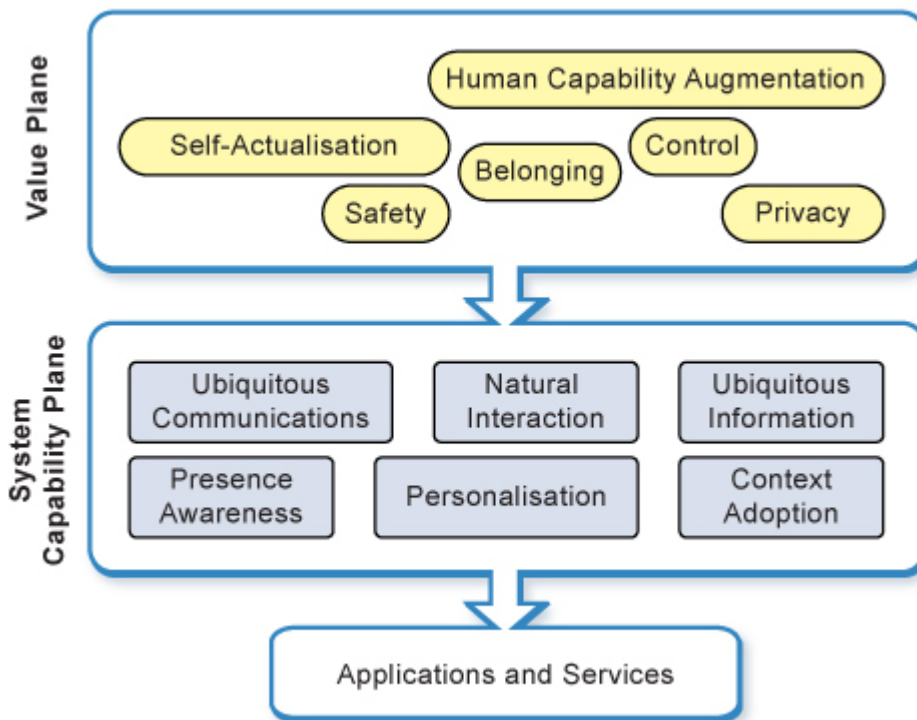 Value Plane
Human Capability Augmentation
Self-Actualisation
Belonging
Control
Safety
Privacy
System
Capability Plane
Ubiquitous
Communications
Natural
Interaction
Ubiquitous
Information
Presence
Awareness
Personalisation
Context
Adoption
Applications and Services